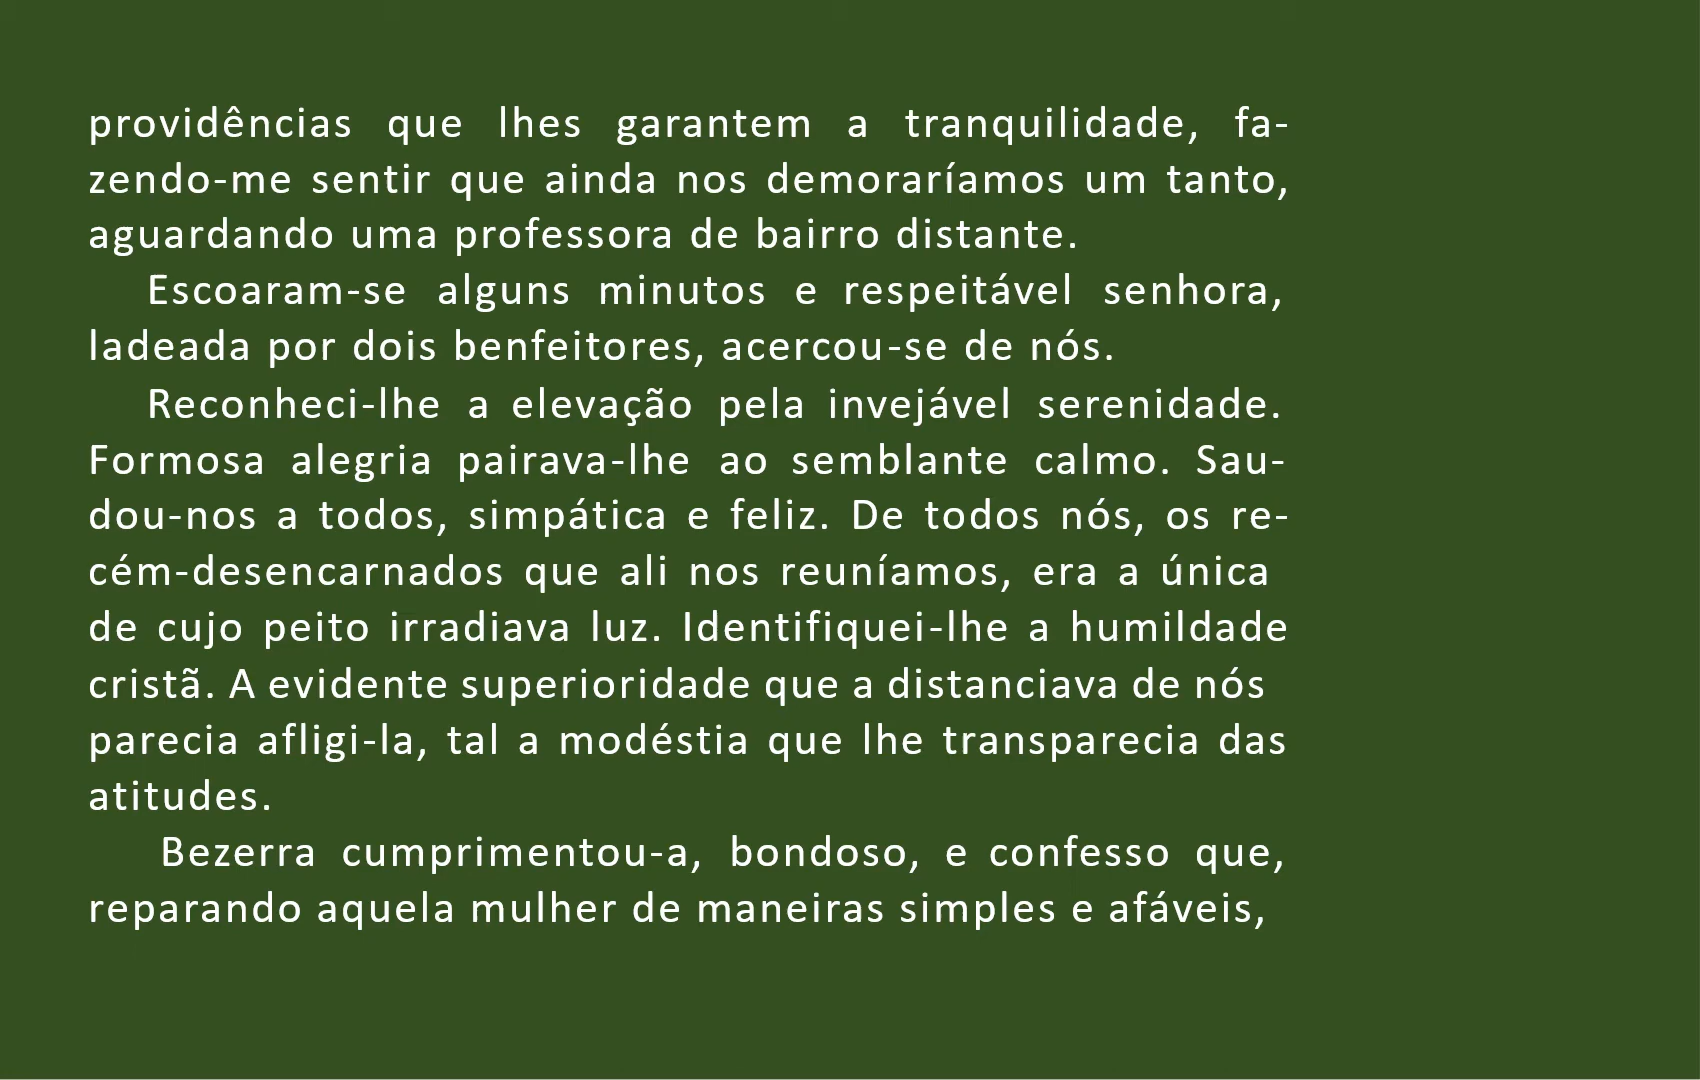 providências que lhes garantem a tranquilidade, fa-
zendo-me sentir que ainda nos demoraríamos um tanto,
aguardando uma professora de bairro distante.
Escoaram-se alguns minutos e respeitável senhora,
ladeada por dois benfeitores, acercou-se de nós.
Reconheci-lhe a elevação pela invejável serenidade.
Formosa alegria pairava-lhe ao semblante calmo. Sau-
dou-nos a todos, simpática e feliz. De todos nós, os re-
cém-desencarnados que ali nos reuníamos, era a única
de cujo peito irradiava luz. Identifiquei-lhe a humildade
cristã. A evidente superioridade que a distanciava de nós
parecia afligi-la, tal a modéstia que lhe transparecia das
atitudes.
Bezerra cumprimentou-a, bondoso, e confesso que,
reparando aquela mulher de maneiras simples e afáveis,